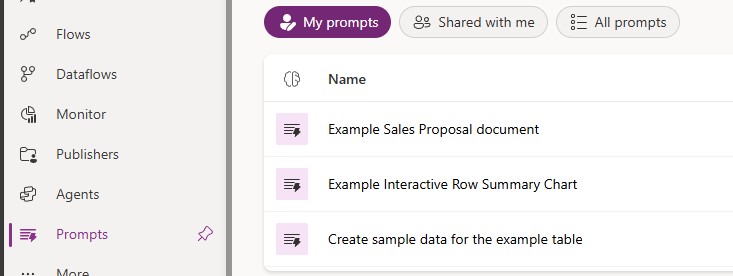 Flows
Dataflows
Monitor
Publishers
Agents
Prompts
More
My prompts
Shared with me
All prompts
Name
Example Sales Proposal document
Example Interactive Row Summary Chart
Create sample data for the example table